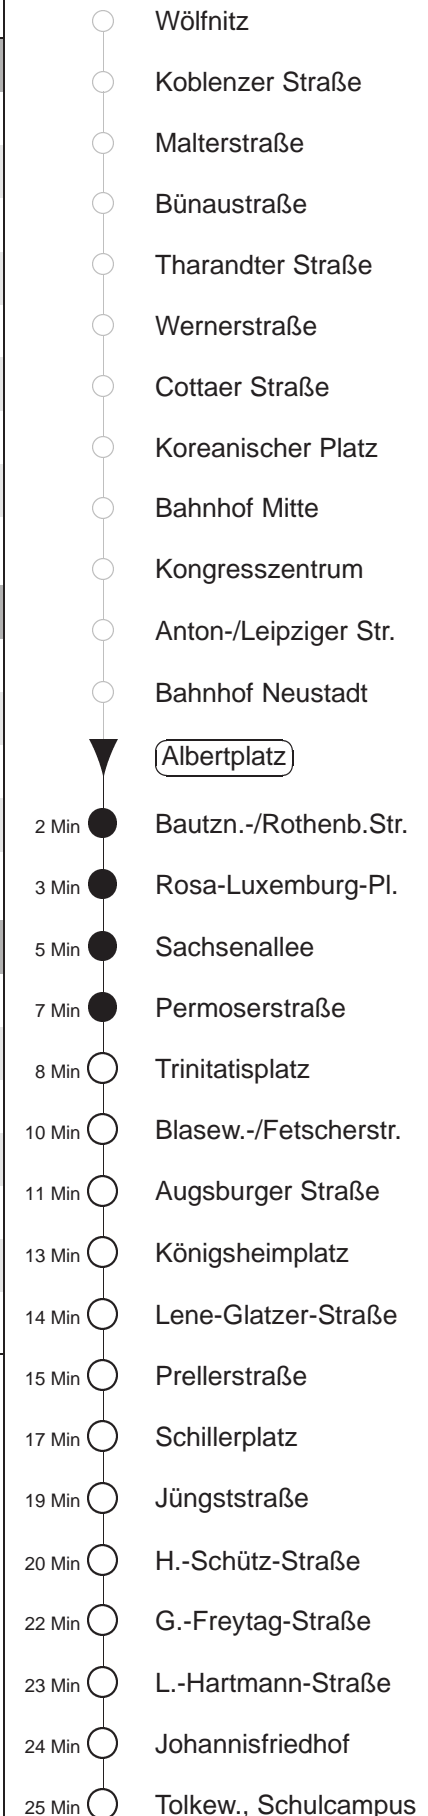 Wölfnitz
Koblenzer Straße
Malterstraße
Bünaustraße
Tharandter Straße
Wernerstraße
Cottaer Straße
Koreanischer Platz
Bahnhof Mitte
Kongresszentrum
Anton-/Leipziger Str.
Bahnhof Neustadt
Albertplatz
2 Min Bautzn.-/Rothenb.Str.
3 Min Rosa-Luxemburg-Pl.
5 Min Sachsenallee
7 Min Permoserstraße
8 Min Trinitatisplatz
10 Min Blasew.-/Fetscherstr.
11 Min Augsburger Straße
13 Min Königsheimplatz
14 Min Lene-Glatzer-Straße
15 Min Prellerstraße
17 Min Schillerplatz
19 Min Jüngststraße
20 Min H.-Schütz-Straße
22 Min G.-Freytag-Straße
23 Min L.-Hartmann-Straße
24 Min Johannisfriedhof
25 Min Tolkew., Schulcampus